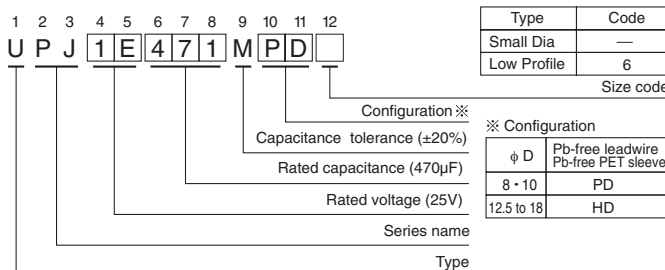 1 2 3 4 5 6 7 8 9 10 11 12
U P J 1 E 4 7 1 M P D
Type Code
Small Dia —
Low Profile 6
Size code
Configuration※
Capacitance tolerance (±20%)
Rated capacitance (470µF)
Rated voltage (25V)
Series name
Type
※ Configuration
ϕ D Pb-free leadwire
Pb-free PET sleeve
8・10 PD
12.5 to 18 HD